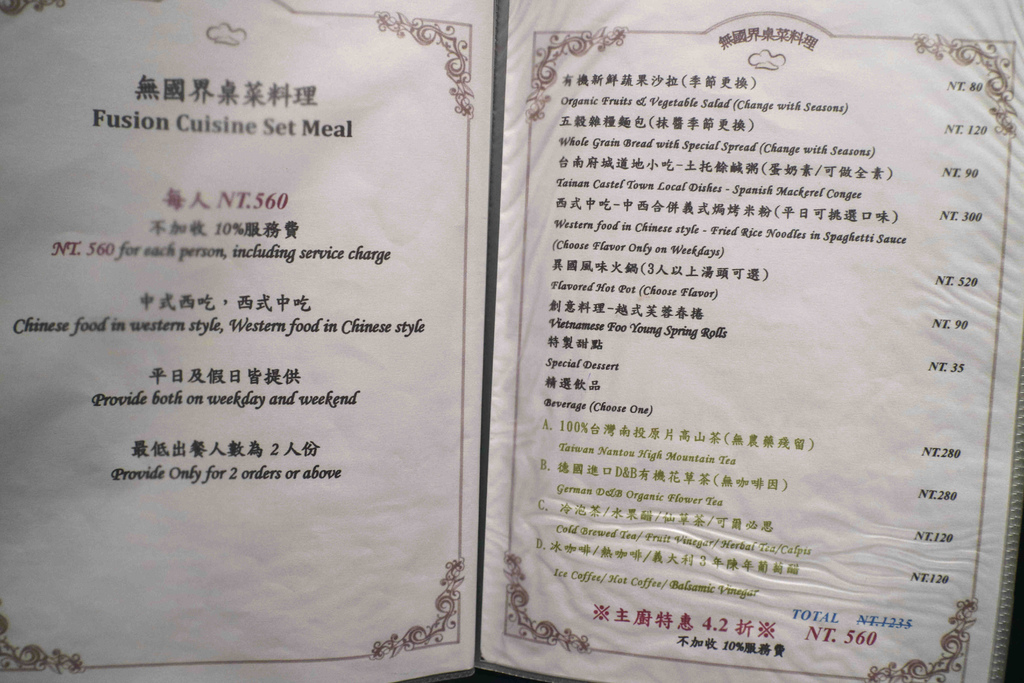 無國界桌菜料理
Fusion Cuisine Set Meal
每人 NT.560
不加收 10%服務費
NT. 560 for each person, including service charge
中式西吃，西式中吃
Chinese food in western style, Western food in Chinese style
平日及假日皆提供
Provide both on weekday and weekend
最低出餐人數為 2 人份
Provide Only for 2 orders or above
無國界桌菜料理
有機新鮮蔬果沙拉(季節更換) NT. 80
Organic Fruits & Vegetable Salad (Change with Seasons)
五穀雜糧麵包(抹醬季節更換) NT. 120
Whole Grain Bread with Special Spread (Change with Seasons)
台南府城道地小吃-土托餘鹹粥(蛋奶素/可做全素) NT. 90
Tainan Castel Town Local Dishes - Spanish Mackerel Congee
西式中吃-中西合併義式焗烤米粉(平日可挑選口味) NT. 300
Western food in Chinese style - Fried Rice Noodles in Spaghetti Sauce
(Choose Flavor Only on Weekdays)
異國風味火鍋(3人以上湯頭可選) NT. 520
Flavored Hot Pot (Choose Flavor)
創意料理-越式芙蓉春捲 NT. 90
Vietnamese Foo Young Spring Rolls
特製甜點 NT. 35
Special Dessert
精選飲品
Beverage (Choose One)
A. 100%台灣南投原片高山茶(無農藥殘留) NT.280
Taiwan Nantou High Mountain Tea
B. 德國進口D&B有機花草茶(無咖啡因) NT.280
German D&B Organic Flower Tea
C. 冷泡茶/水果醋/仙草茶/可爾必思 NT.120
Cold Brewed Tea/ Fruit Vinegar/ Herbal Tea/Calpis
D.冰咖啡/熱咖啡/義大利3年陳年葡萄醋 NT.120
Ice Coffee/ Hot Coffee/ Balsamic Vinegar
TOTAL NT.1235
※主廚特惠 4.2 折※ NT. 560
不加收 10%服務費